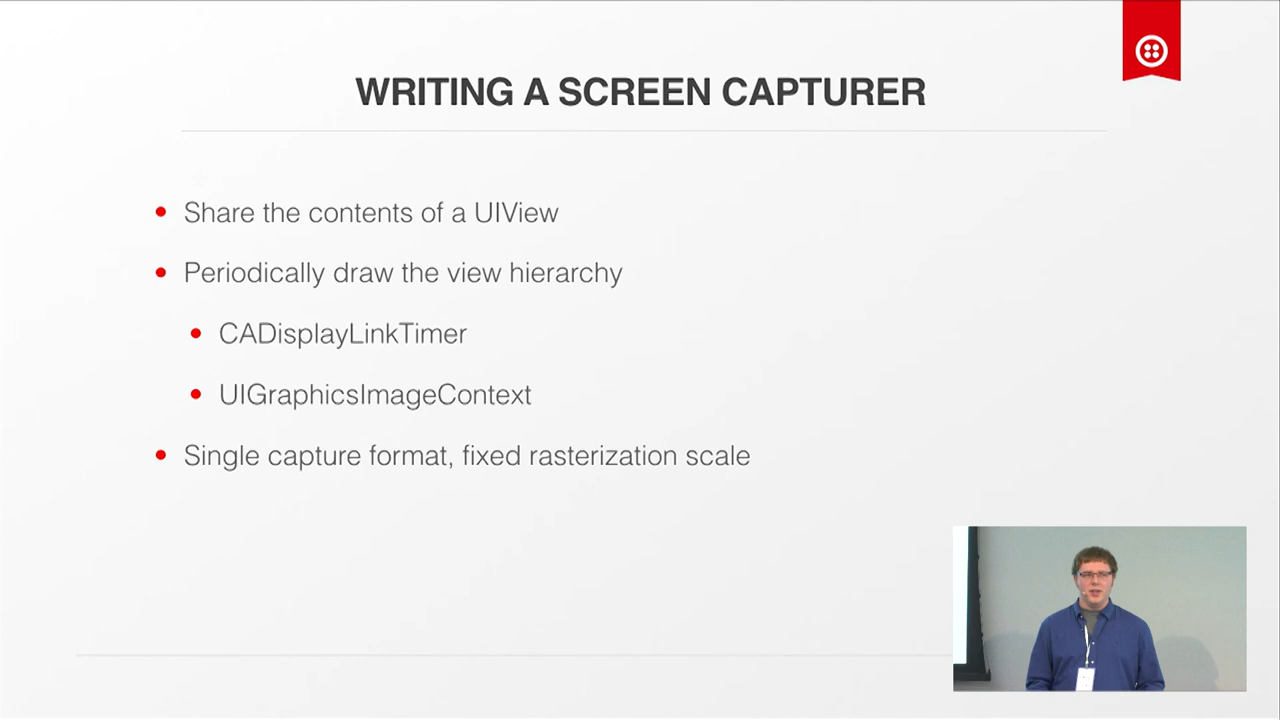 WRITING A SCREEN CAPTURER
Share the contents of a UIView
Periodically draw the view hierarchy
CADisplayLinkTimer
UIGraphicsImageContext
Single capture format, fixed rasterization scale